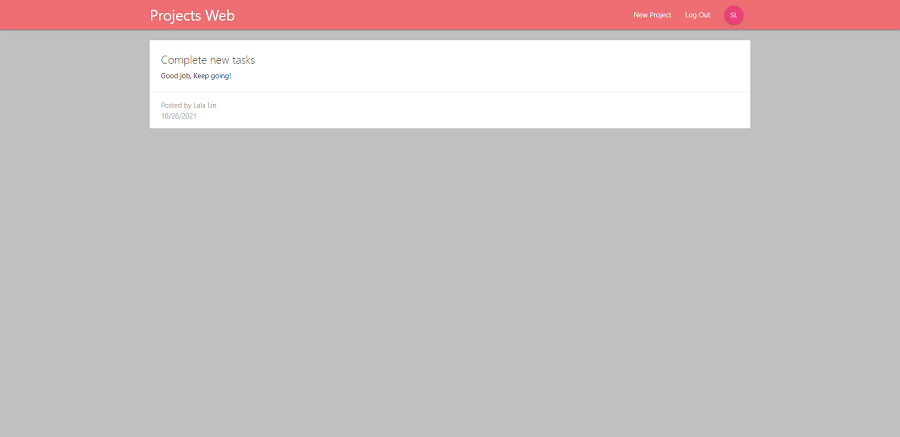 Projects Web
New Project
Log Out
SL
Complete new tasks
Good job, Keep going!
Posted by Lala Lin
10/26/2021